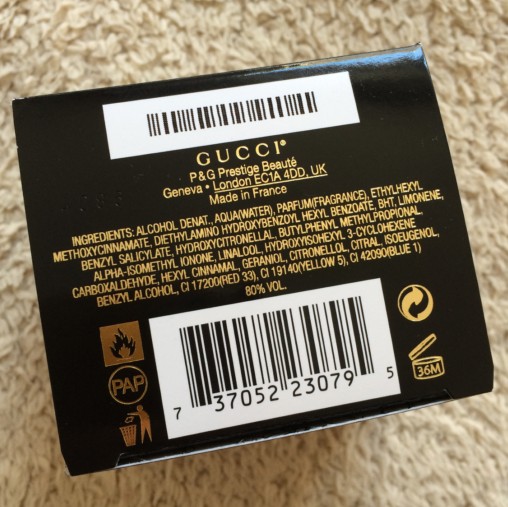 GUCCI®
P&G Prestige Beauté
Geneva • London EC1A 4DD, UK
Made in France
INGREDIENTS: ALCOHOL DENAT., AQUA(WATER), PARFUM(FRAGRANCE), ETHYLHEXYL
METHOXYCINNAMATE, DIETHYLAMINO HYDROXYBENZOYL HEXYL BENZOATE, BHT, LIMONENE,
BENZYL SALICYLATE, HYDROXYCITRONELLAL, BUTYLPHENYL METHYLPROPIONAL,
ALPHA-ISOMETHYL IONONE, LINALOOL, HYDROXYISOHEXYL 3-CYCLOHEXENE
CARBOXALDEHYDE, HEXYL CINNAMAL, GERANIOL, CITRONELLOL, CITRAL, ISOEUGENOL,
BENZYL ALCOHOL, CI 17200(RED 33), CI 19140(YELLOW 5), CI 42090(BLUE 1)
80% VOL.
PAP
36M
7 37052 23079 5